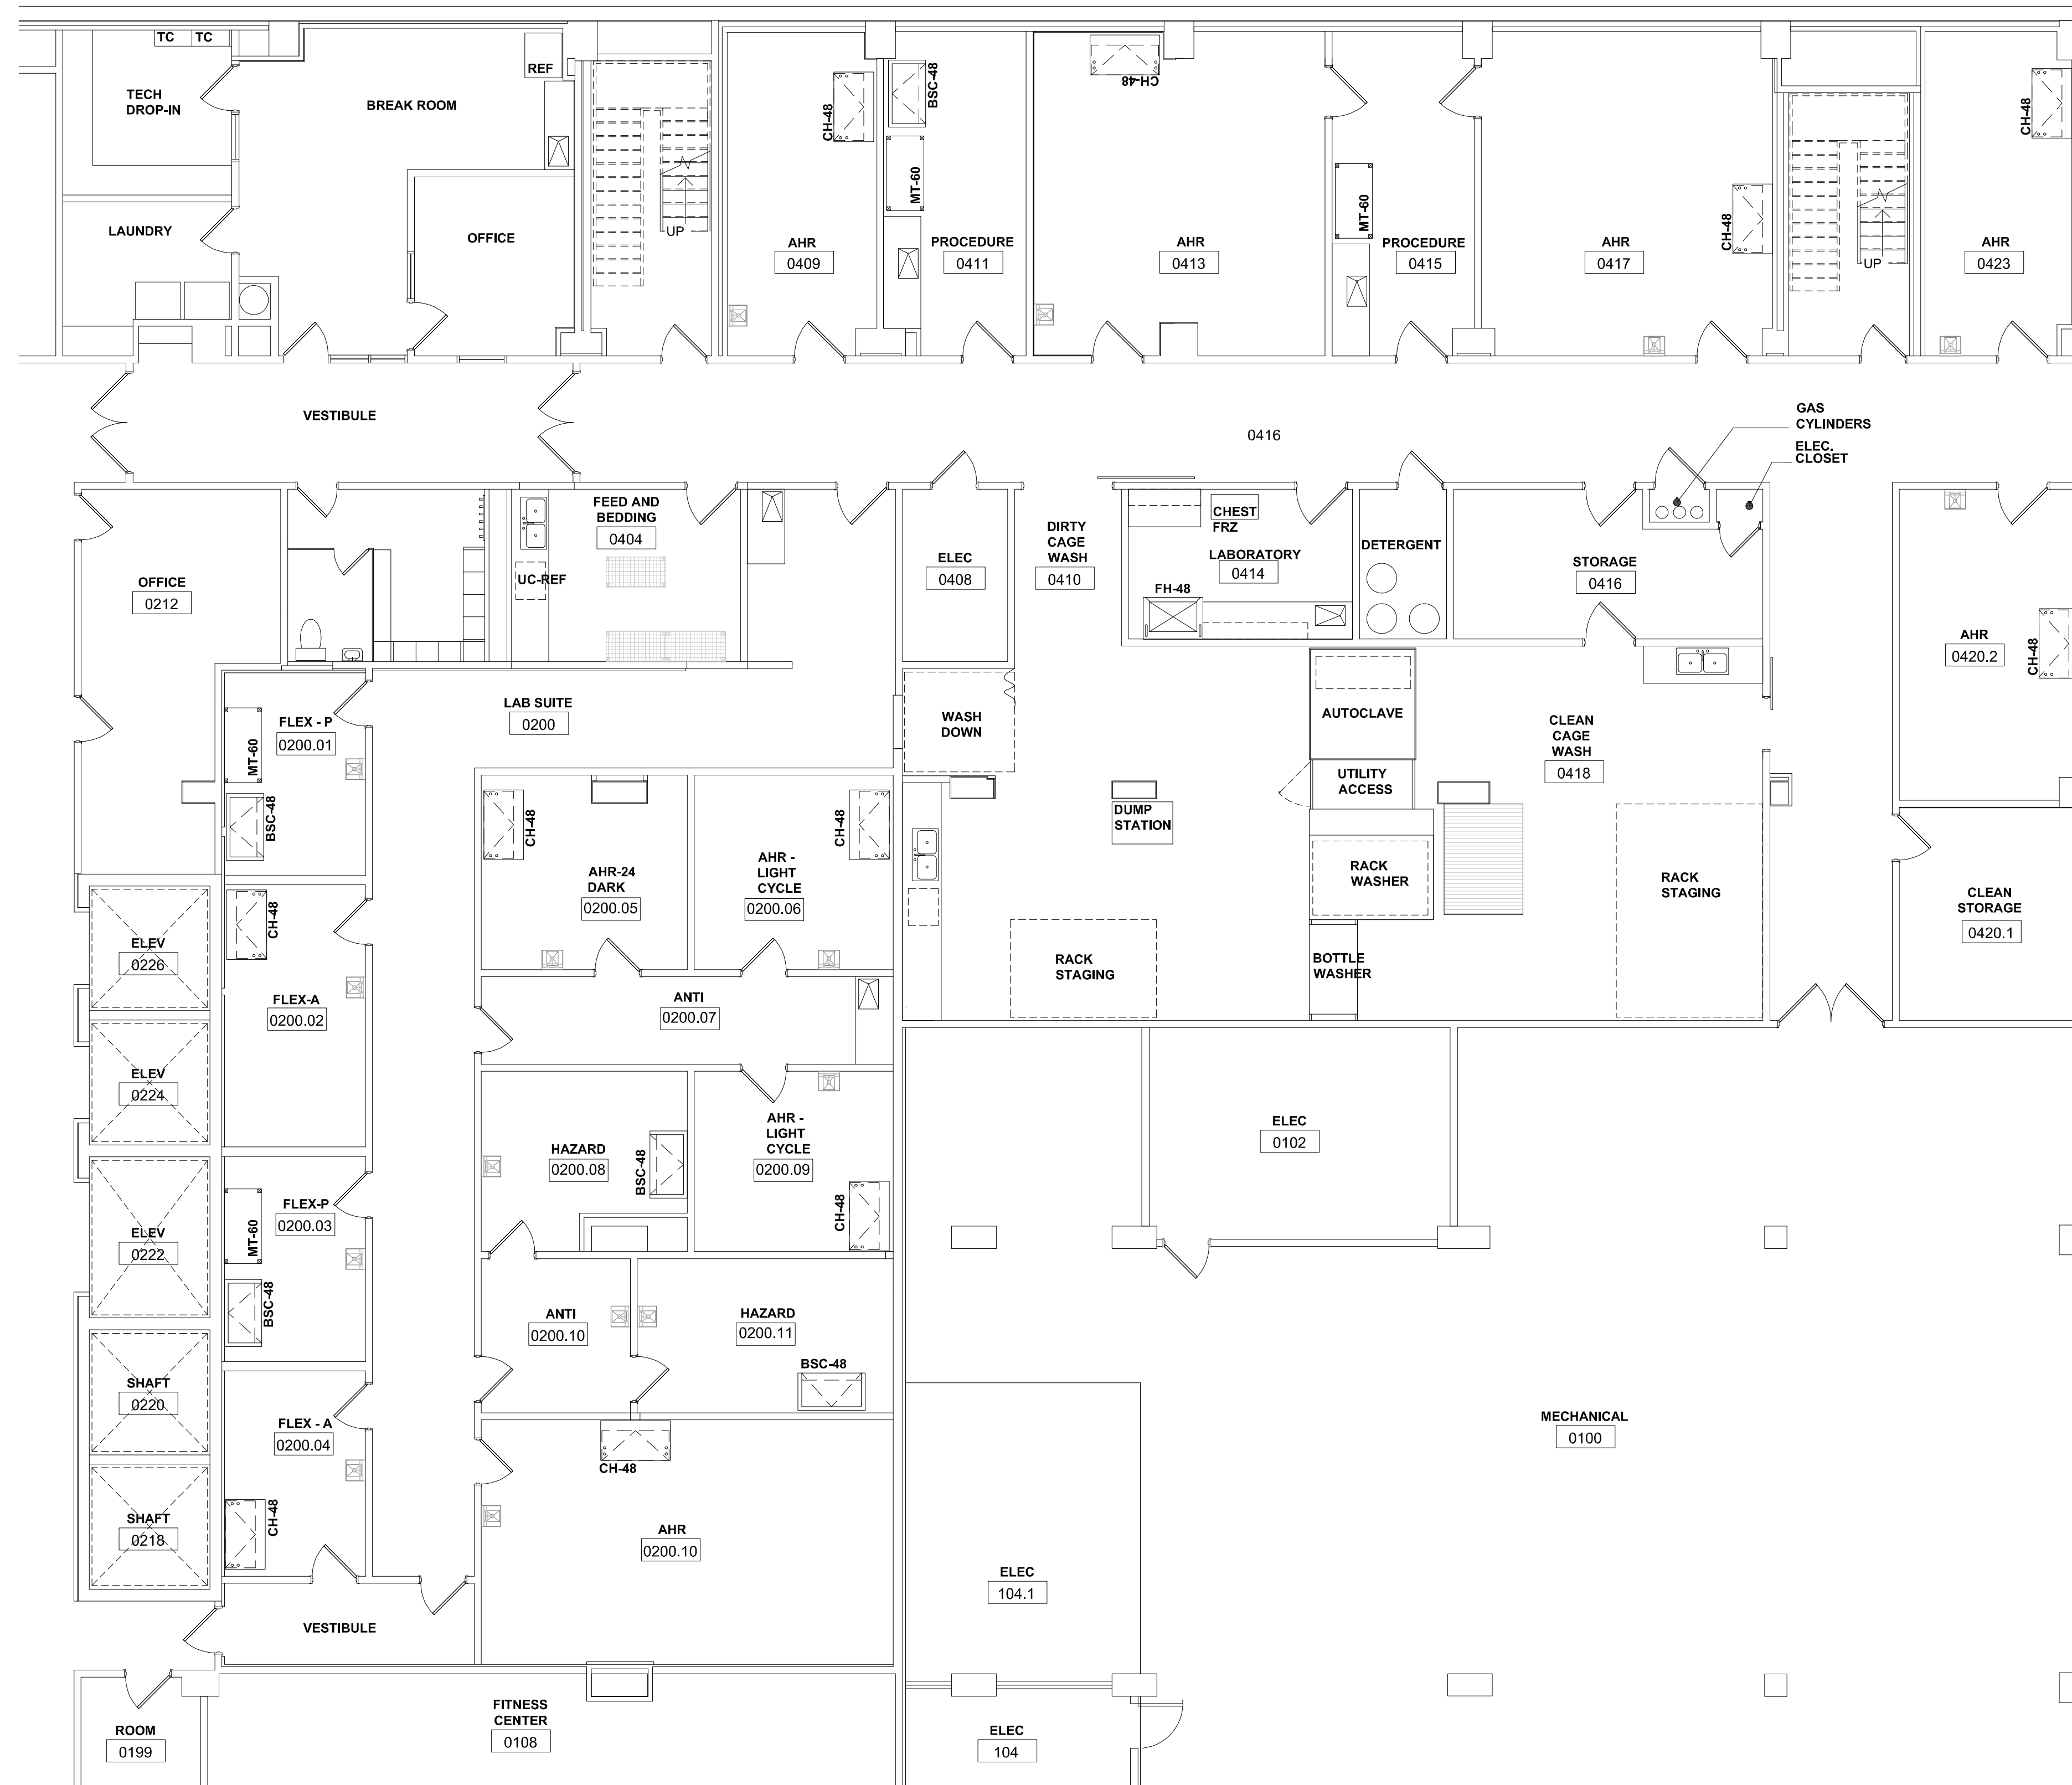 TC TC
TECH
DROP-IN
BREAK ROOM
REF
LAUNDRY
OFFICE
UP
CH-48
BSC-48
MT-60
AHR
0409
PROCEDURE
0411
CH-48
AHR
0413
MT-60
PROCEDURE
0415
AHR
0417
CH-48
UP
CH-48
AHR
0423
VESTIBULE
0416
GAS
CYLINDERS
ELEC.
CLOSET
OFFICE
0212
FEED AND
BEDDING
0404
UC-REF
ELEC
0408
DIRTY
CAGE
WASH
0410
CHEST
FRZ
LABORATORY
0414
FH-48
DETERGENT
STORAGE
0416
AHR
0420.2
CH-48
LAB SUITE
0200
FLEX - P
0200.01
MT-60
BSC-48
WASH
DOWN
AUTOCLAVE
UTILITY
ACCESS
CLEAN
CAGE
WASH
0418
DUMP
STATION
RACK
WASHER
RACK
STAGING
CH-48
AHR-24
DARK
0200.05
AHR -
LIGHT
CYCLE
0200.06
CH-48
CLEAN
STORAGE
0420.1
RACK
STAGING
BOTTLE
WASHER
ELEV
0226
CH-48
FLEX-A
0200.02
ANTI
0200.07
ELEV
0224
HAZARD
0200.08
BSC-48
AHR -
LIGHT
CYCLE
0200.09
CH-48
ELEC
0102
ELEV
0222
FLEX-P
0200.03
MT-60
BSC-48
ANTI
0200.10
HAZARD
0200.11
BSC-48
SHAFT
0220
FLEX - A
0200.04
CH-48
CH-48
MECHANICAL
0100
SHAFT
0218
AHR
0200.10
ELEC
104.1
VESTIBULE
FITNESS
CENTER
0108
ROOM
0199
ELEC
104